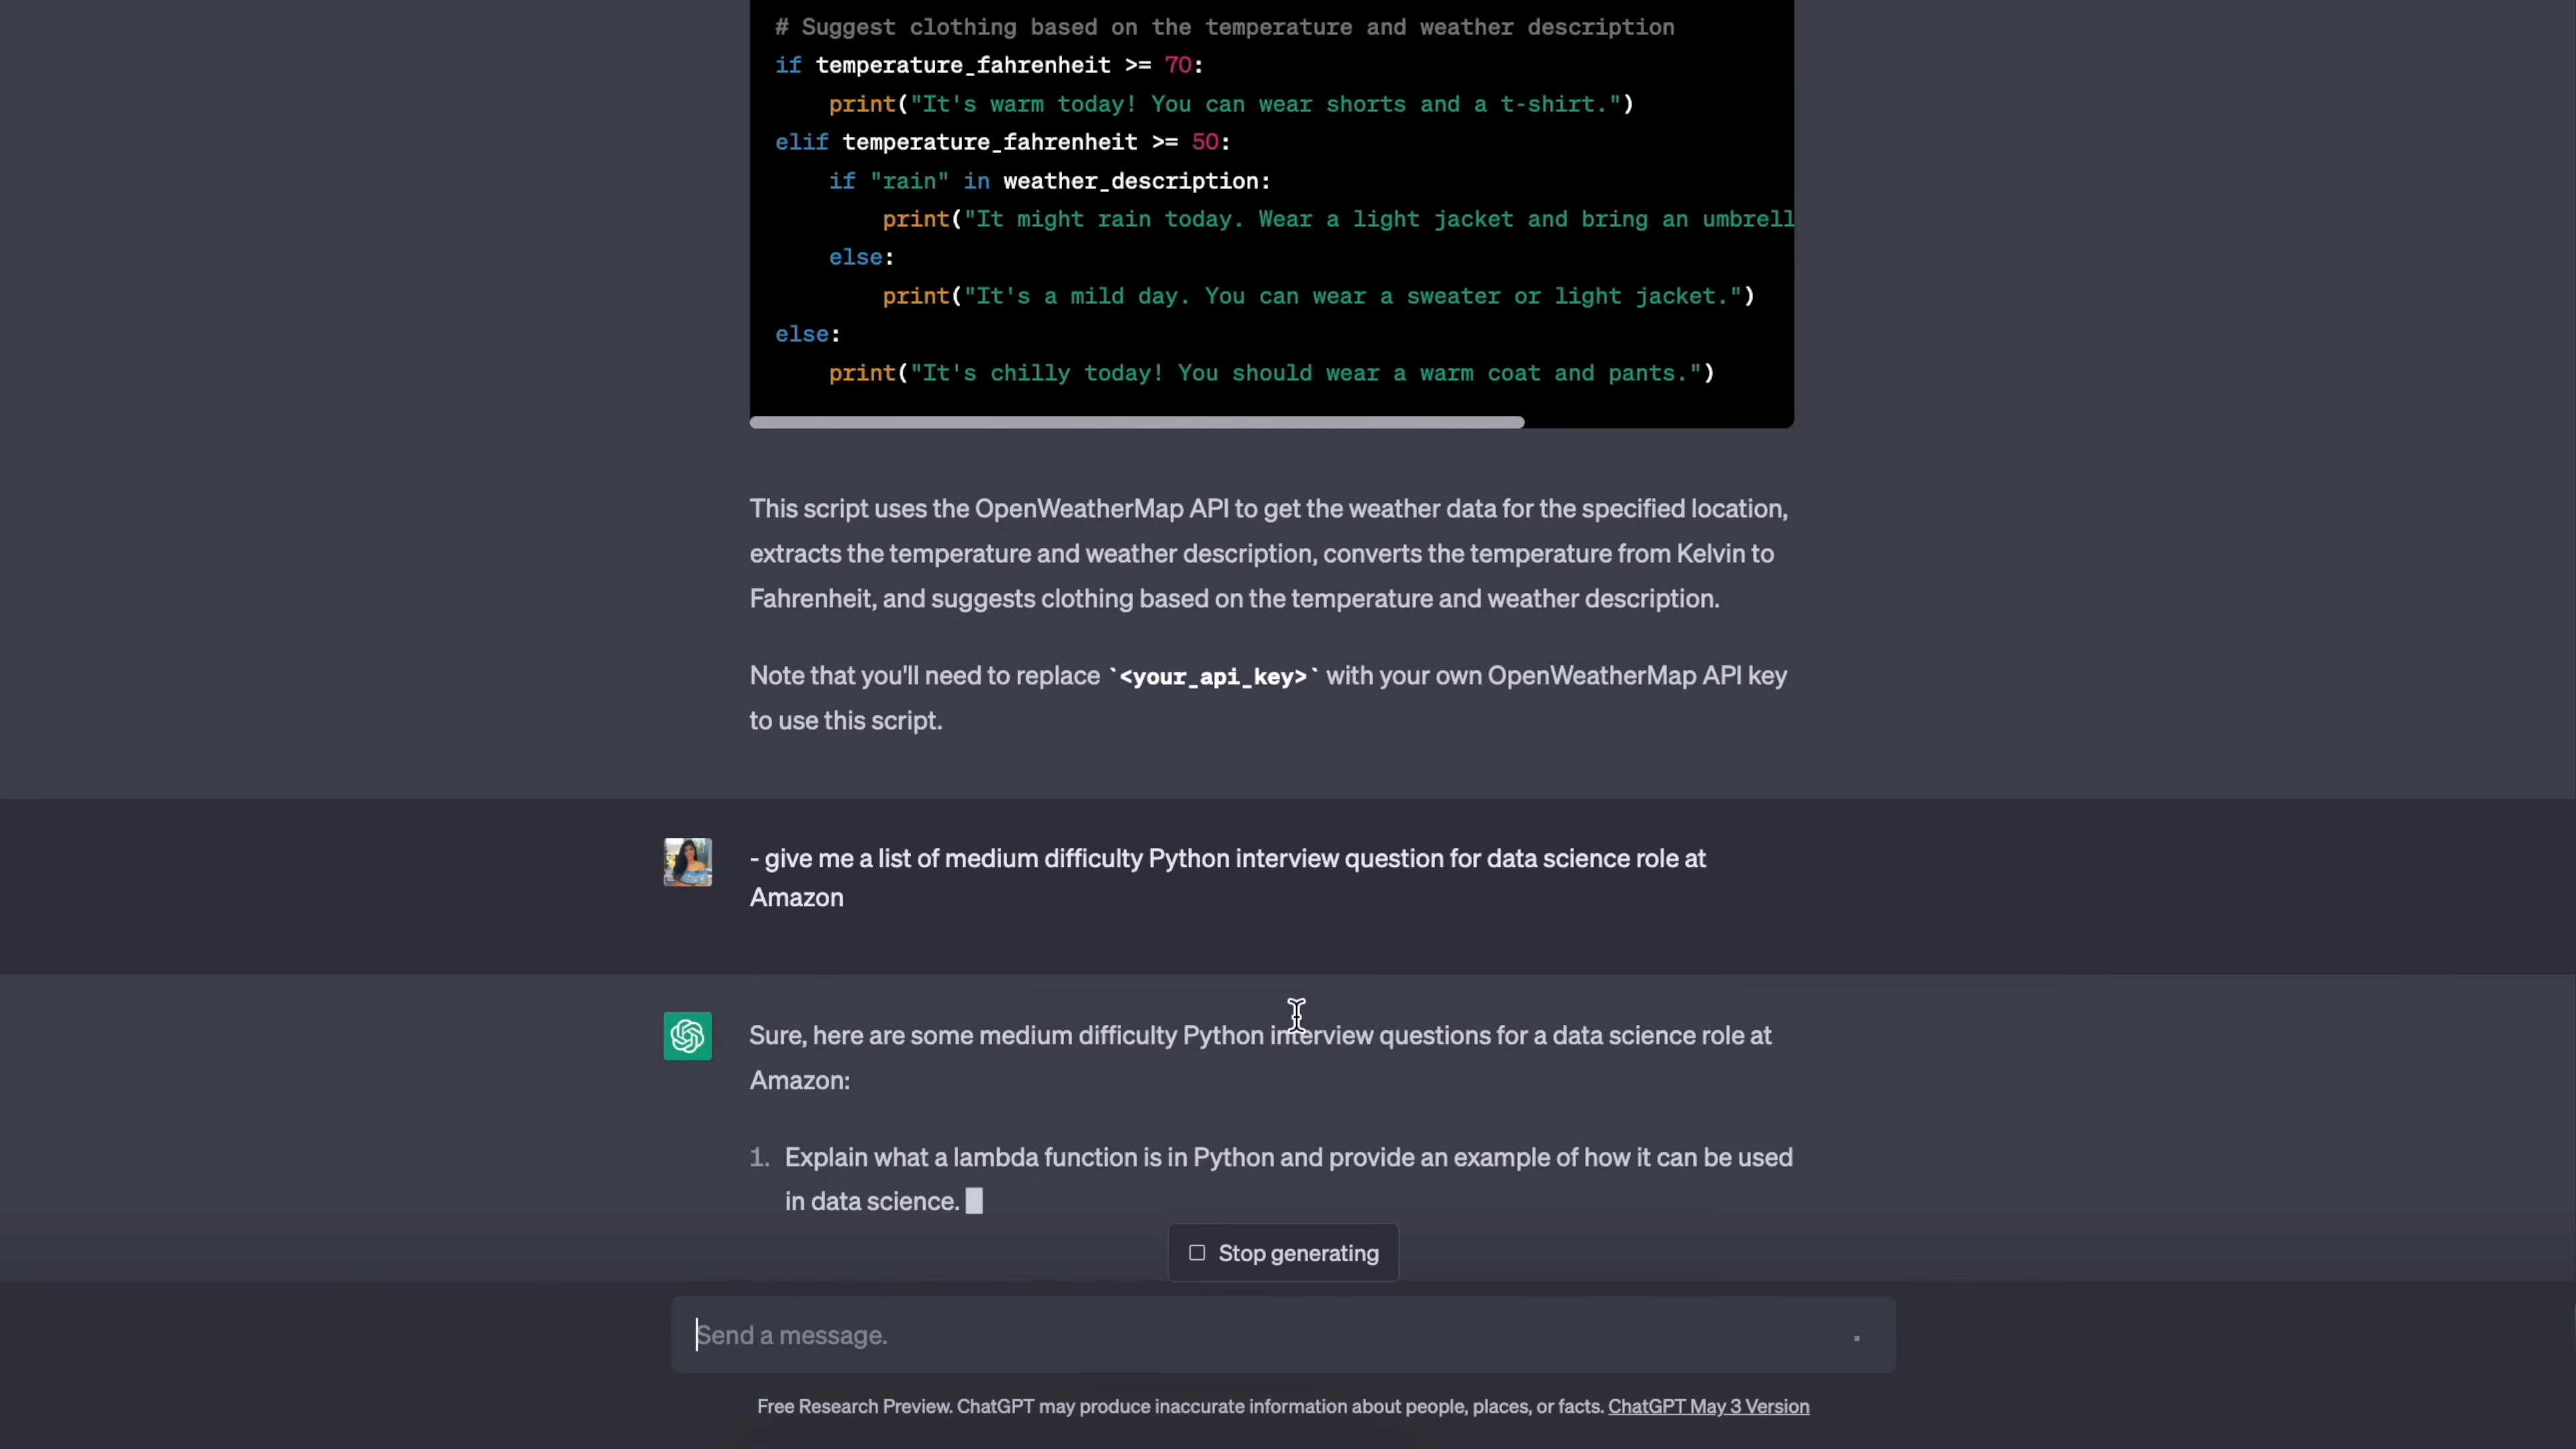 # Suggest clothing based on the temperature and weather description
if temperature_fahrenheit >= 70:
    print("It's warm today! You can wear shorts and a t-shirt.")
elif temperature_fahrenheit >= 50:
    if "rain" in weather_description:
        print("It might rain today. Wear a light jacket and bring an umbrell
    else:
        print("It's a mild day. You can wear a sweater or light jacket.")
else:
    print("It's chilly today! You should wear a warm coat and pants.")
This script uses the OpenWeatherMap API to get the weather data for the specified location,
extracts the temperature and weather description, converts the temperature from Kelvin to
Fahrenheit, and suggests clothing based on the temperature and weather description.
Note that you'll need to replace `<your_api_key>` with your own OpenWeatherMap API key
to use this script.
- give me a list of medium difficulty Python interview question for data science role at
Amazon
Sure, here are some medium difficulty Python interview questions for a data science role at
Amazon:
1. Explain what a lambda function is in Python and provide an example of how it can be used
in data science.
Stop generating
Send a message.
Free Research Preview. ChatGPT may produce inaccurate information about people, places, or facts. ChatGPT May 3 Version